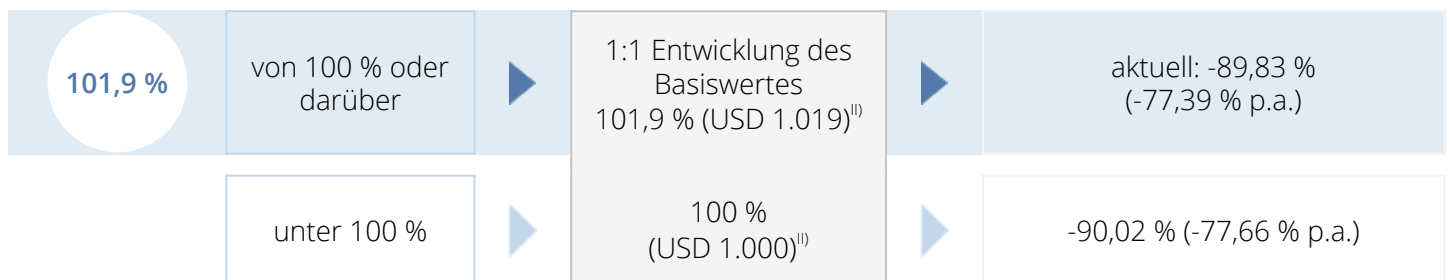 101,9 %
von 100 % oder
darüber
1:1 Entwicklung des
Basiswertes
101,9 % (USD 1.019)II)
aktuell: -89,83 %
(-77,39 % p.a.)
unter 100 %
100 %
(USD 1.000)II)
-90,02 % (-77,66 % p.a.)